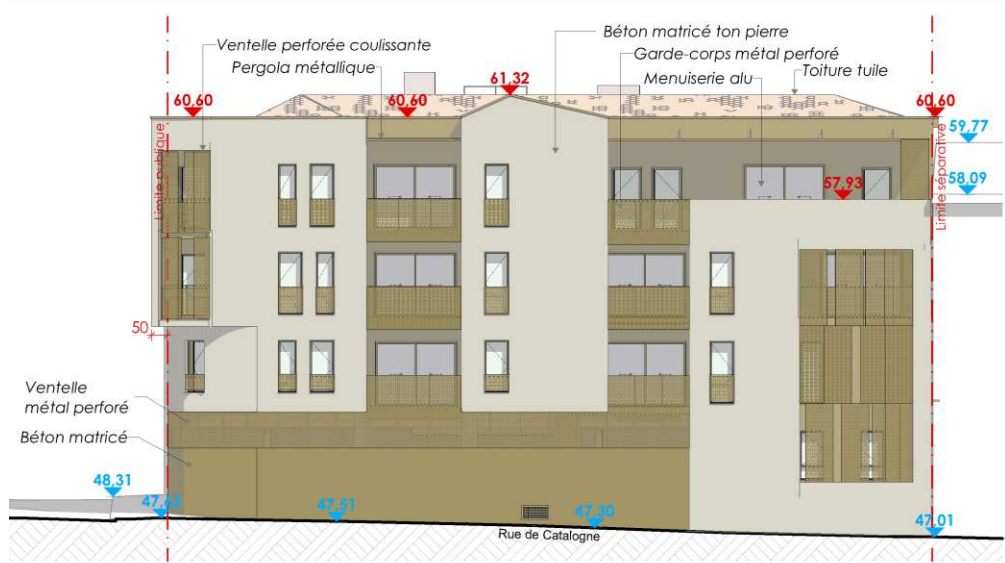 Béton matricé ton pierre
Ventelle perforée coulissante
Garde-corps métal perforé
Pergola métallique
Menuiserie alu
Toiture tuile
61,32
60,60
60,60
60,60
59,77
58,09
57,93
Limite publique
Limite séparative
50
Ventelle
métal perforé
Béton matricé
48,31
47,62
47,51
47,30
47,01
Rue de Catalogne